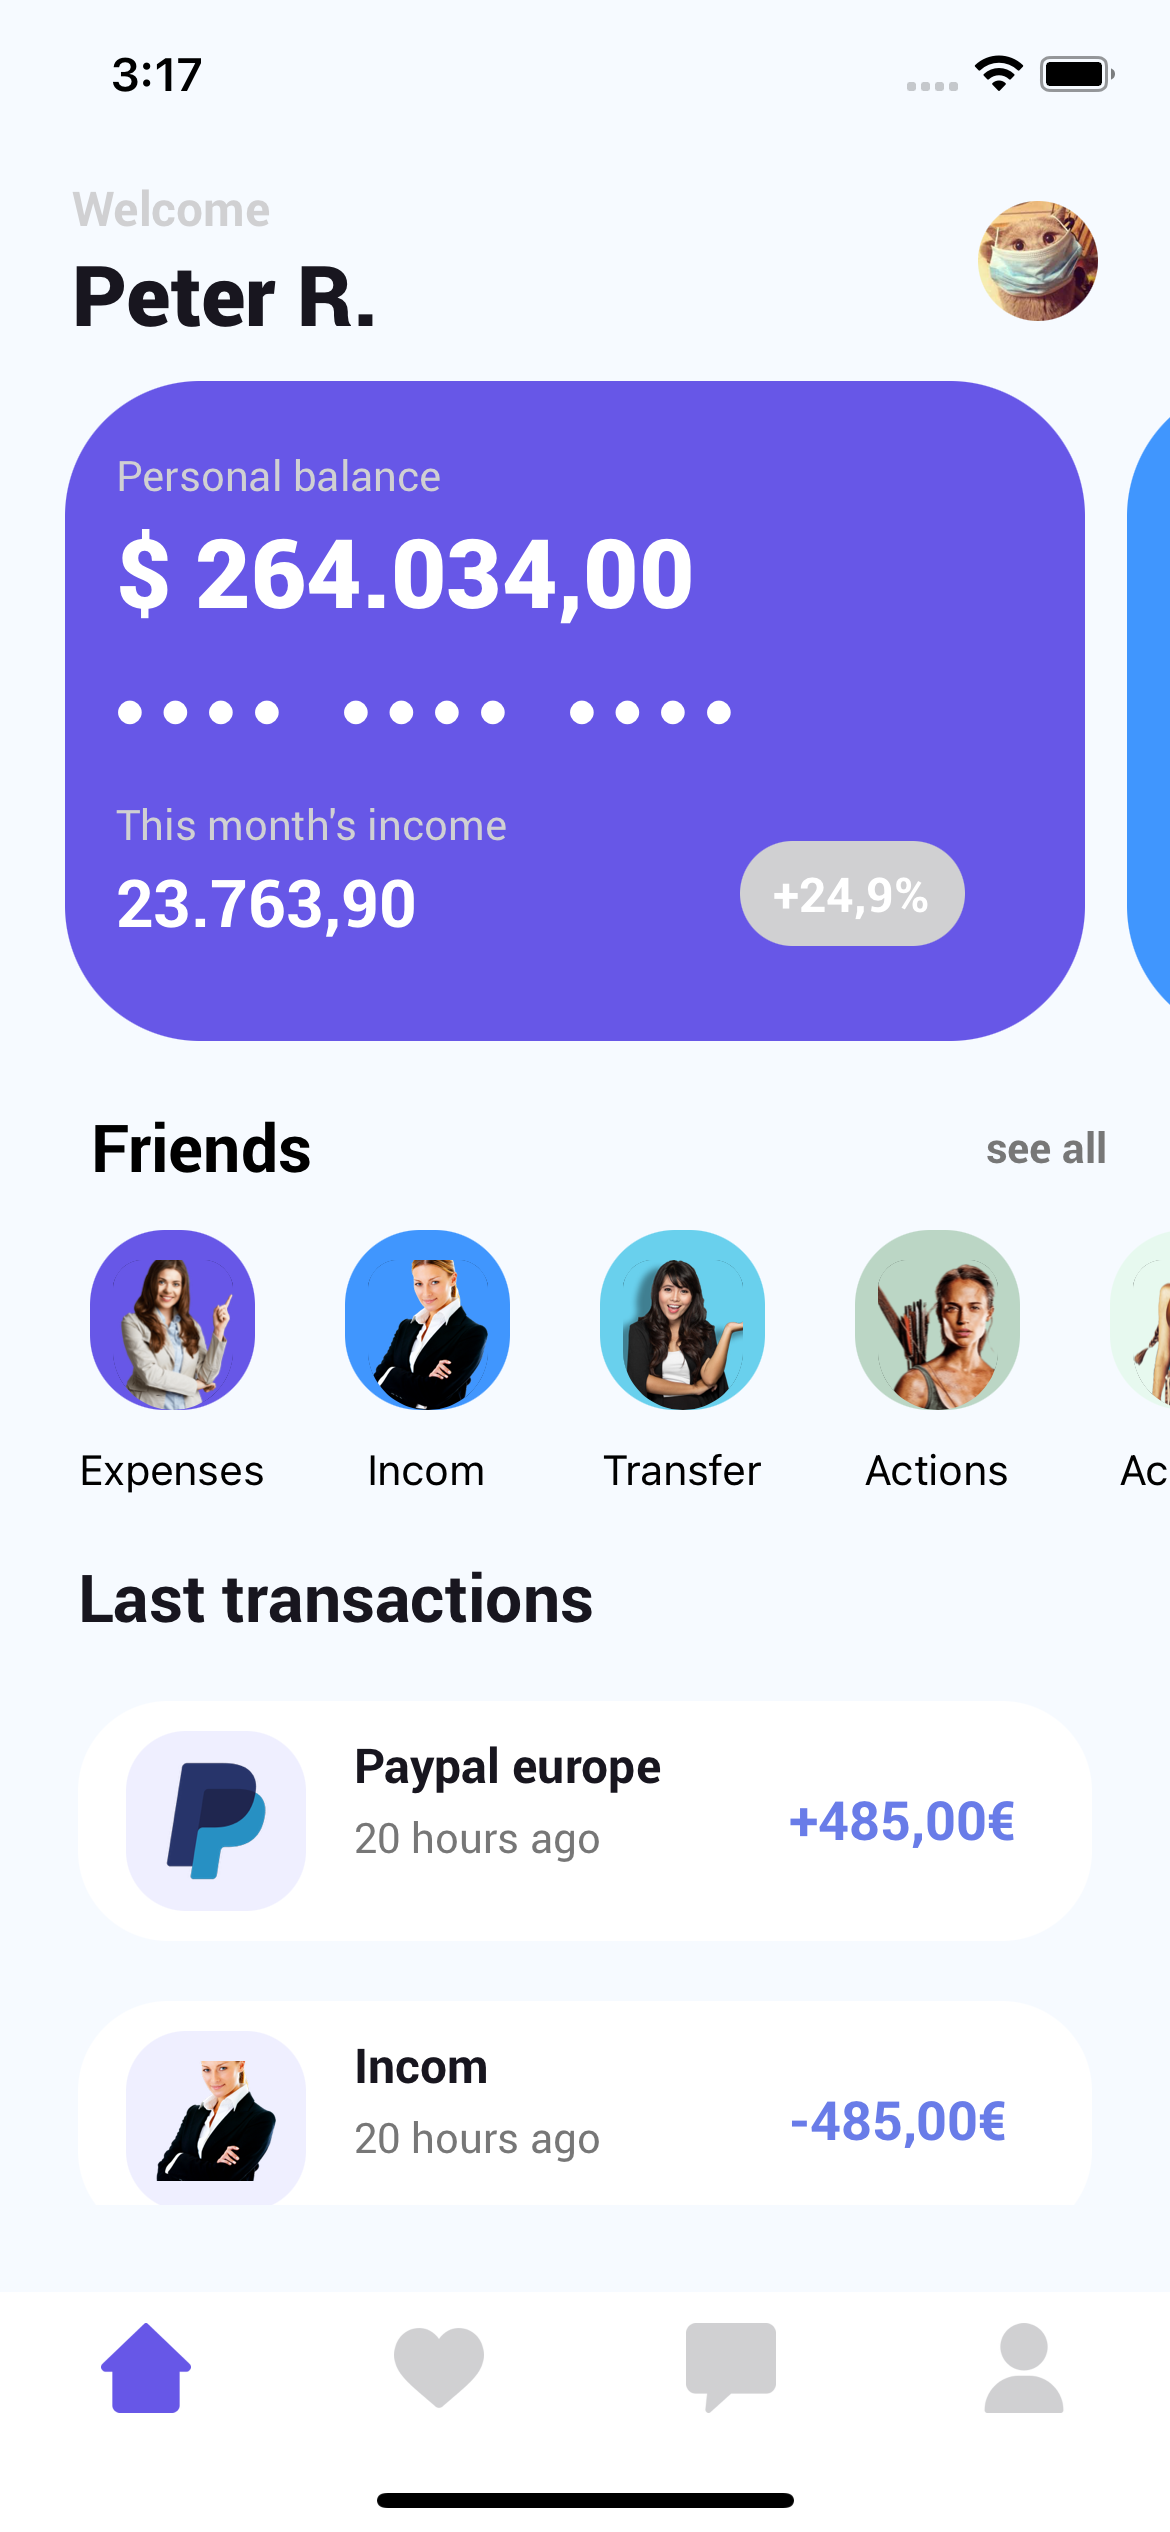 3:17
Welcome
Peter R.
Personal balance
$ 264.034,00
This month's income
23.763,90
+24,9%
Friends
see all
Expenses
Incom
Transfer
Actions
Ac
Last transactions
Paypal europe
20 hours ago
+485,00€
Incom
20 hours ago
-485,00€